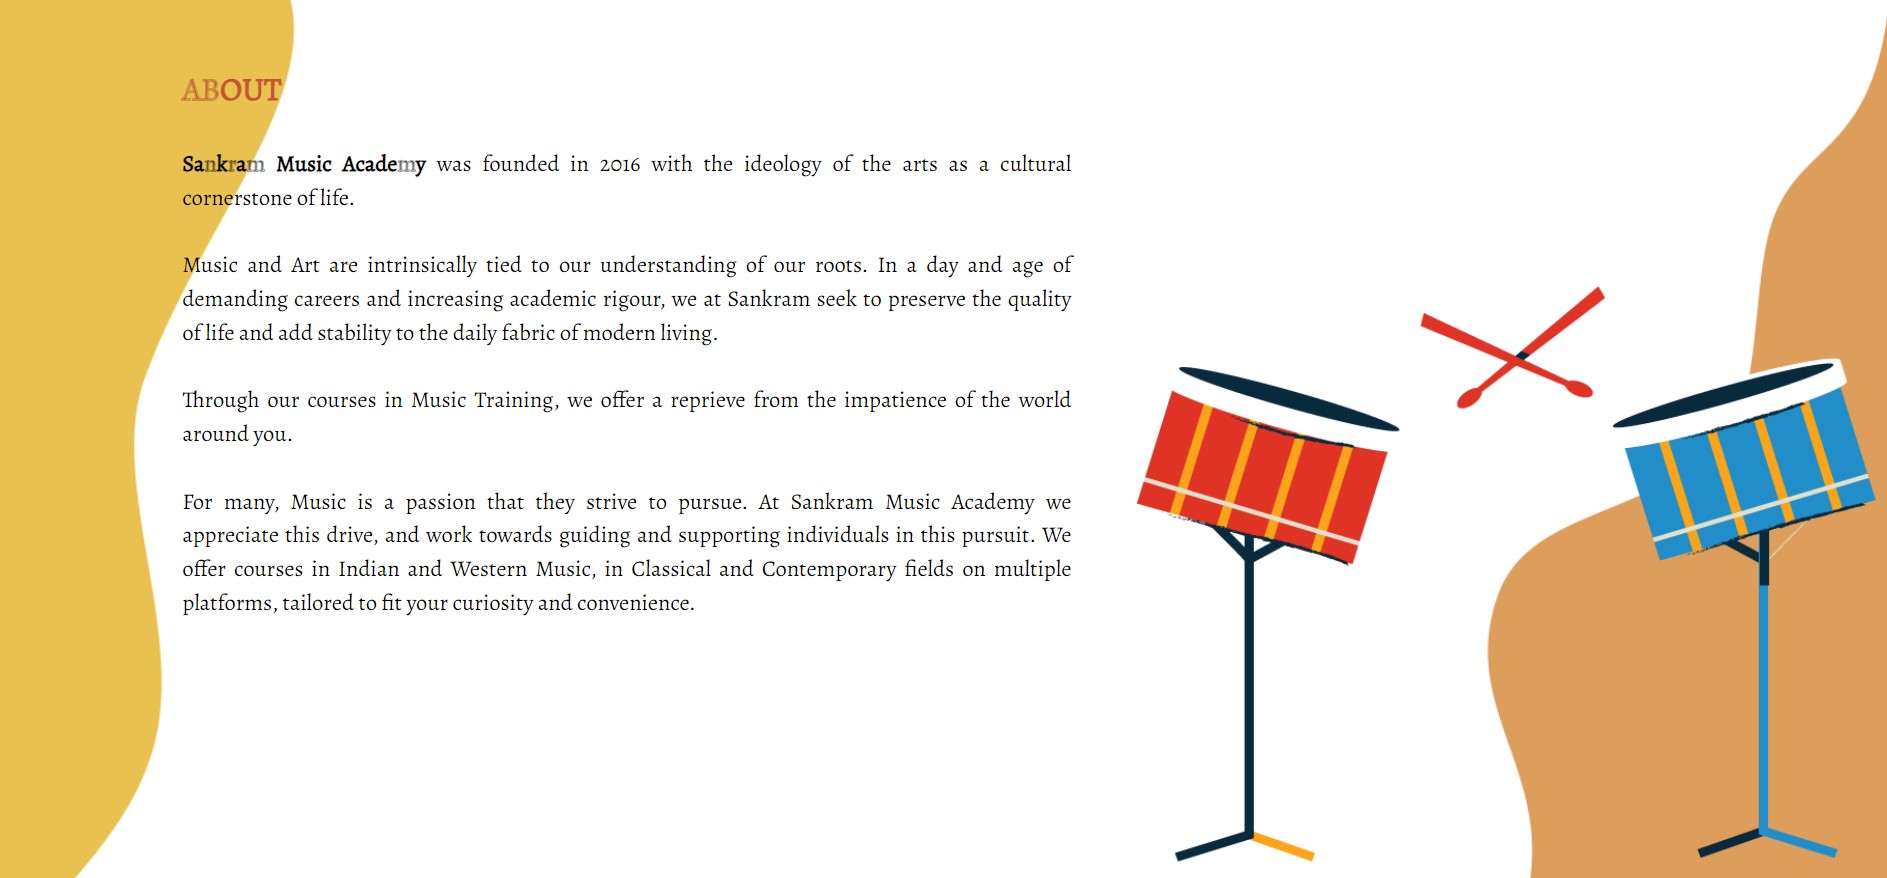 ABOUT
Sankram Music Academy was founded in 2016 with the ideology of the arts as a cultural
cornerstone of life.
Music and Art are intrinsically tied to our understanding of our roots. In a day and age of
demanding careers and increasing academic rigour, we at Sankram seek to preserve the quality
of life and add stability to the daily fabric of modern living.
Through our courses in Music Training, we offer a reprieve from the impatience of the world
around you.
For many, Music is a passion that they strive to pursue. At Sankram Music Academy we
appreciate this drive, and work towards guiding and supporting individuals in this pursuit. We
offer courses in Indian and Western Music, in Classical and Contemporary fields on multiple
platforms, tailored to fit your curiosity and convenience.